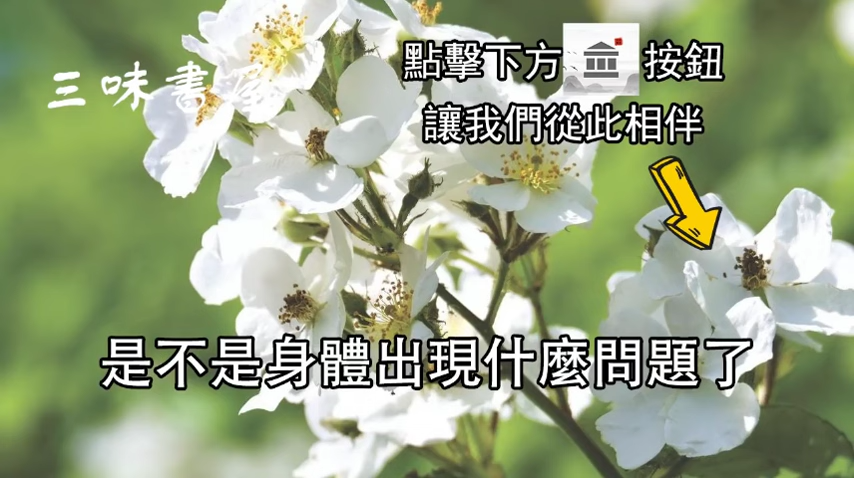 點擊下方 按鈕
三味書屋
讓我們從此相伴
是不是身體出現什麼問題了